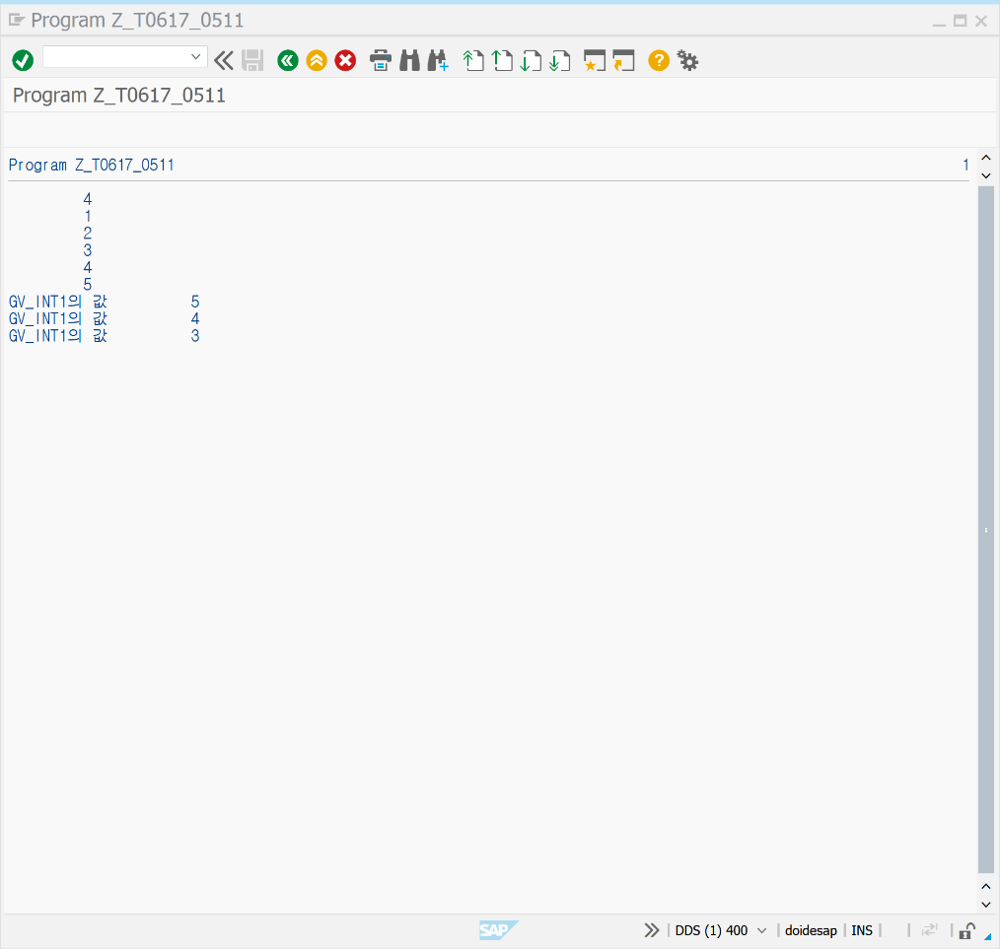 Program Z_T0617_0511
Program Z_T0617_0511
Program Z_T0617_0511 1
4
1
2
3
4
5
GV_INT1의 값 5
GV_INT1의 값 4
GV_INT1의 값 3
SAP DDS (1) 400 doidesap INS